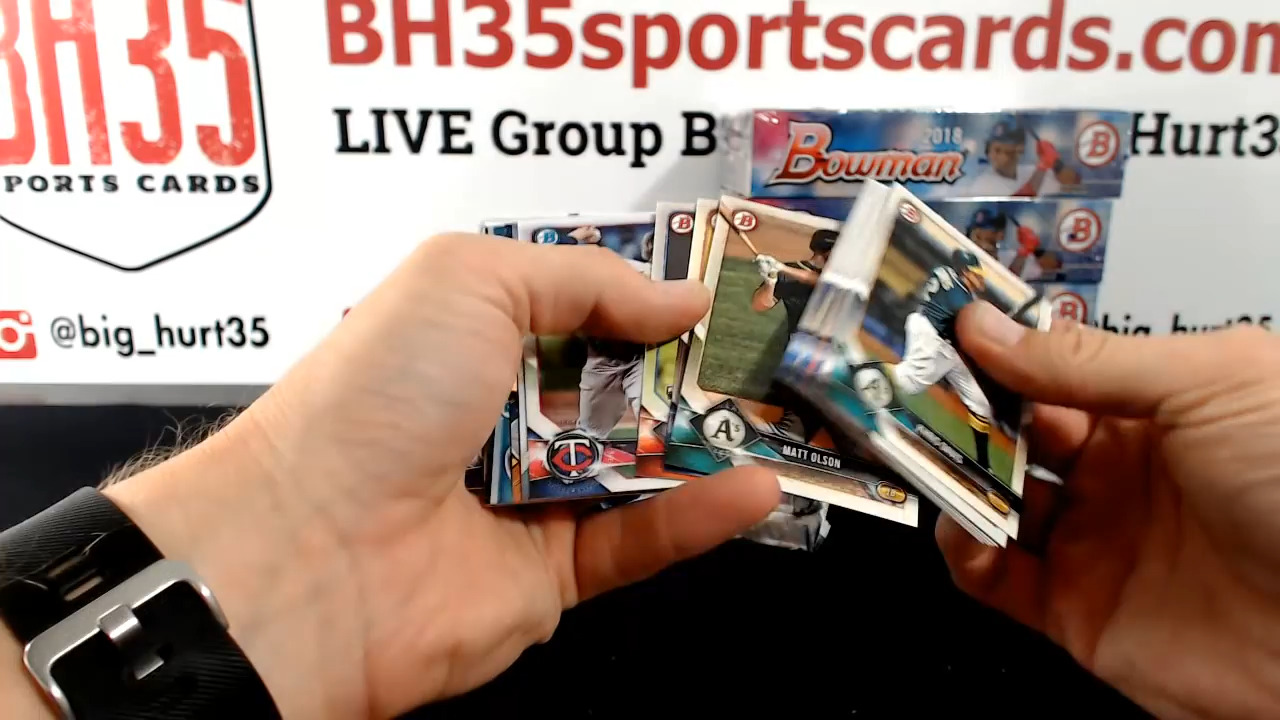 BH35
PORTS CARDS
BH35sportscards.com
LIVE Group B
Hurt3
@big_hurt35
2018
Bowman
B
B
B
B
B
A's
MATT OLSON